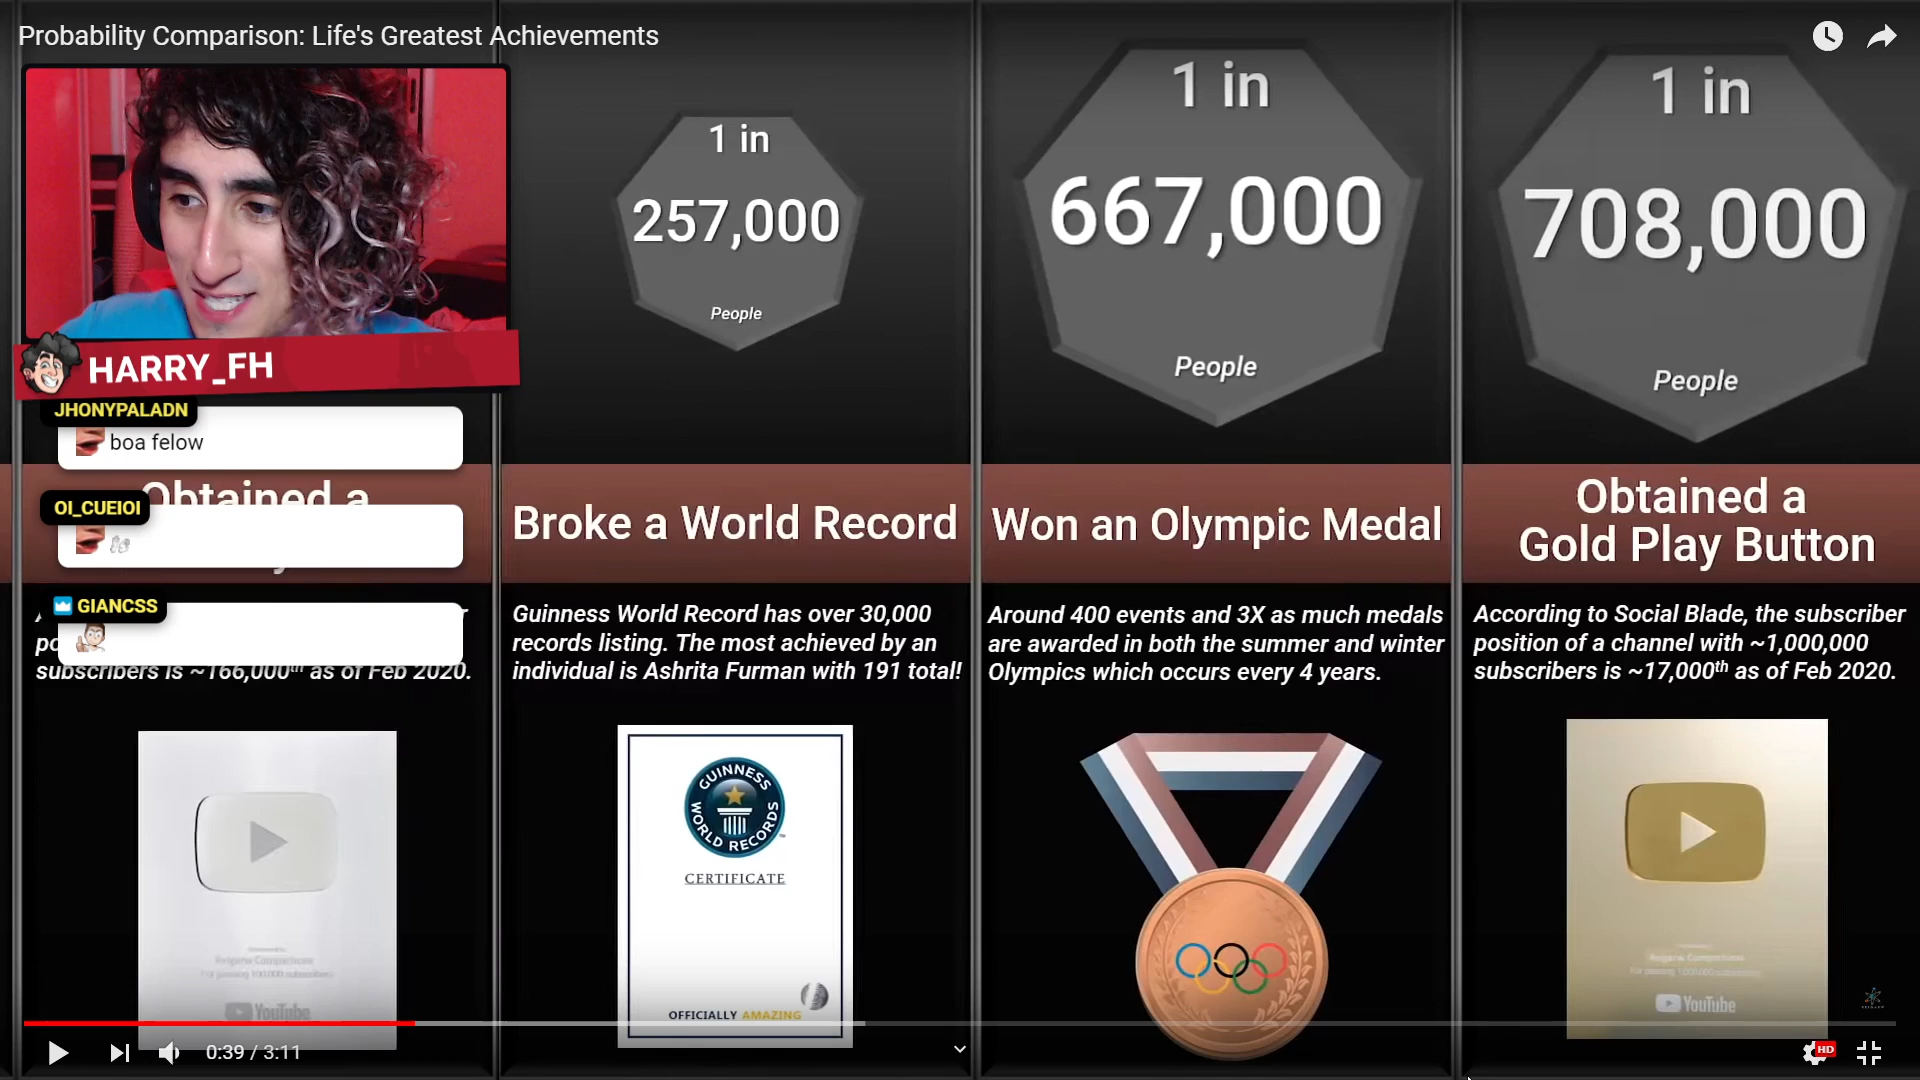 Probability Comparison: Life's Greatest Achievements
HARRY_FH
JHONYPALADN
boa felow
OI_CUEIOI
GIANCSS
Obtained a
subscribers is ~166,000th as of Feb 2020.
1 in
257,000
People
Broke a World Record
Guinness World Record has over 30,000
records listing. The most achieved by an
individual is Ashrita Furman with 191 total!
GUINNESS
WORLD RECORDS
CERTIFICATE
OFFICIALLY AMAZING
1 in
667,000
People
Won an Olympic Medal
Around 400 events and 3X as much medals
are awarded in both the summer and winter
Olympics which occurs every 4 years.
1 in
708,000
People
Obtained a
Gold Play Button
According to Social Blade, the subscriber
position of a channel with ~1,000,000
subscribers is ~17,000th as of Feb 2020.
YouTube
YouTube
0:39 / 3:11
HD